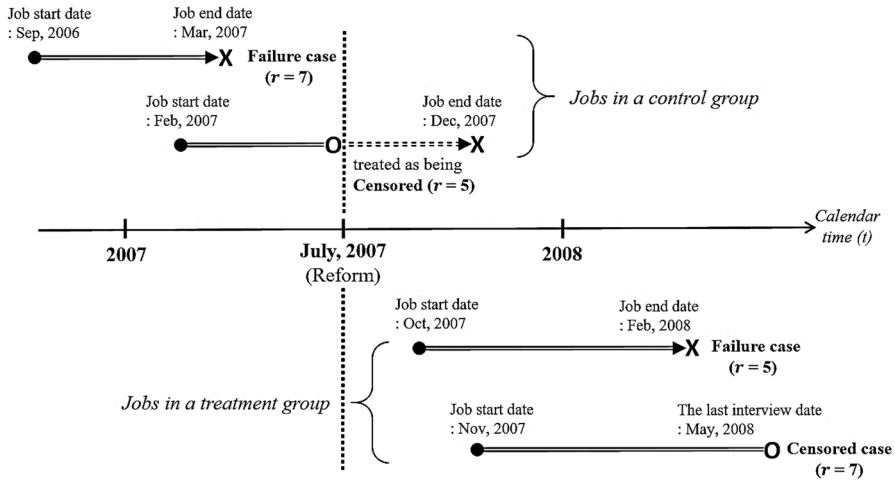 Job start date
: Sep, 2006
Job end date
: Mar, 2007
X
Failure case
(r = 7)
Job start date
: Feb, 2007
Job end date
: Dec, 2007
O
X
treated as being
Censored (r = 5)
Jobs in a control group
Calendar
time (t)
2007
July, 2007
(Reform)
2008
Job start date
: Oct, 2007
Job end date
: Feb, 2008
X
Failure case
(r = 5)
Jobs in a treatment group
Job start date
: Nov, 2007
The last interview date
: May, 2008
O
Censored case
(r = 7)